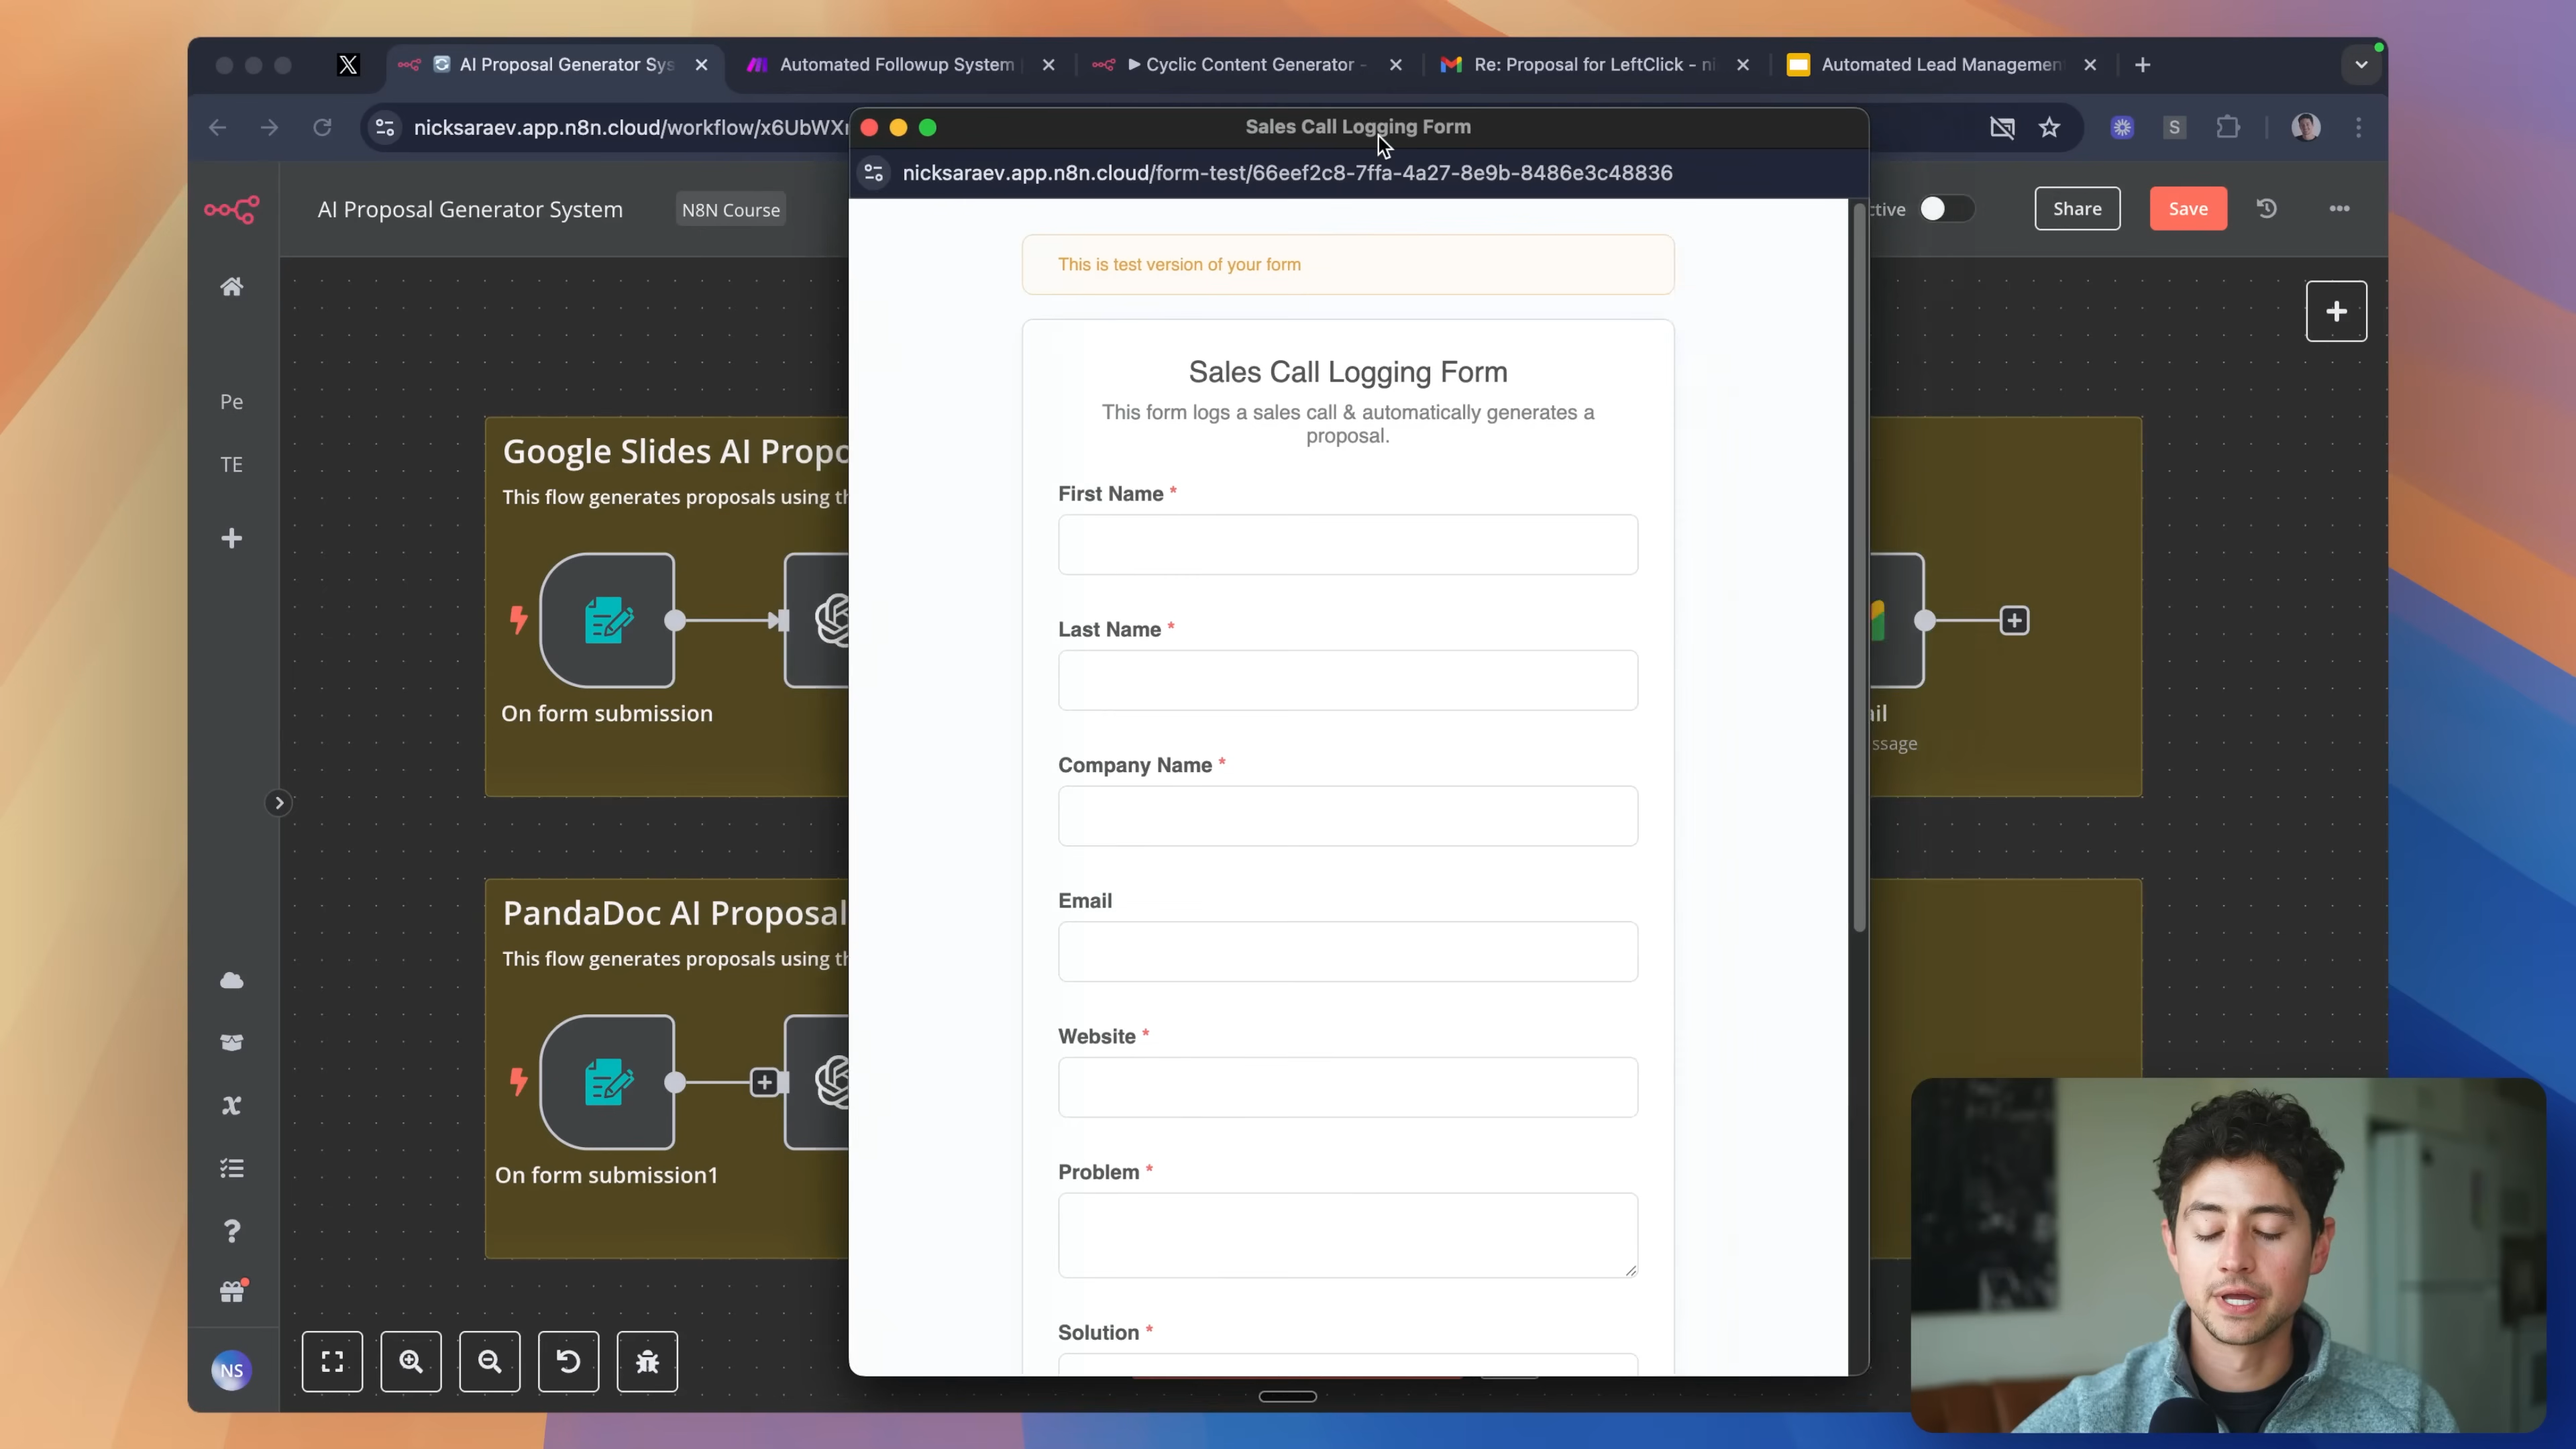 AI Proposal Generator Sys
Automated Followup System
Cyclic Content Generator -
Re: Proposal for LeftClick - ni
Automated Lead Managemen
nicksaraev.app.n8n.cloud/workflow/x6UbWX
Sales Call Logging Form
nicksaraev.app.n8n.cloud/form-test/66eef2c8-7ffa-4a27-8e9b-8486e3c48836
S
AI Proposal Generator System
N8N Course
ctive
Share
Save
Pe
TE
NS
Google Slides AI Propo
This flow generates proposals using th
On form submission
PandaDoc AI Proposal
This flow generates proposals using th
On form submission1
ail
ssage
This is test version of your form
Sales Call Logging Form
This form logs a sales call & automatically generates a
proposal.
First Name *
Last Name *
Company Name *
Email
Website *
Problem *
Solution *